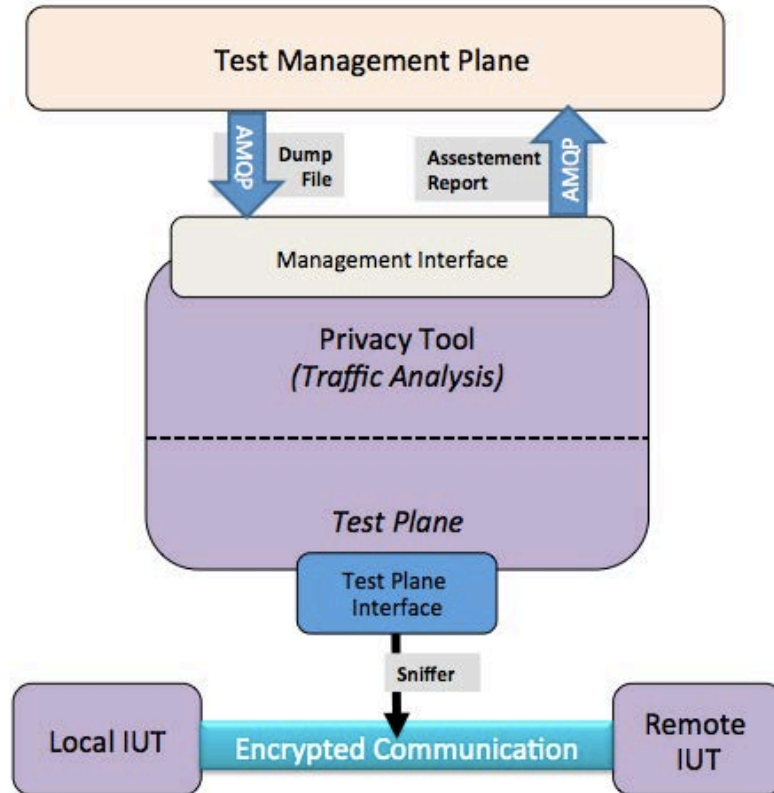 Test Management Plane
AMQP
Dump
File
Assestement
Report
AMQP
Management Interface
Privacy Tool
(Traffic Analysis)
Test Plane
Test Plane
Interface
Sniffer
Local IUT
Encrypted Communication
Remote
IUT